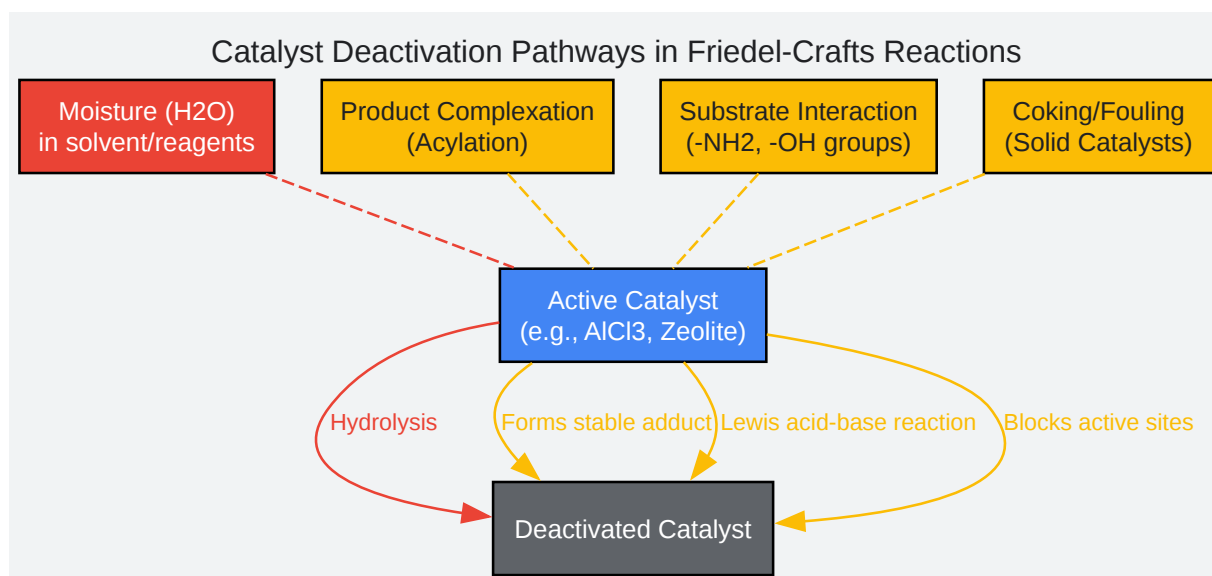 Catalyst Deactivation Pathways in Friedel-Crafts Reactions
Moisture (H2O)
in solvent/reagents
Product Complexation
(Acylation)
Substrate Interaction
(-NH2, -OH groups)
Coking/Fouling
(Solid Catalysts)
Active Catalyst
(e.g., AlCl3, Zeolite)
Hydrolysis
Forms stable adduct
Lewis acid-base reaction
Blocks active sites
Deactivated Catalyst